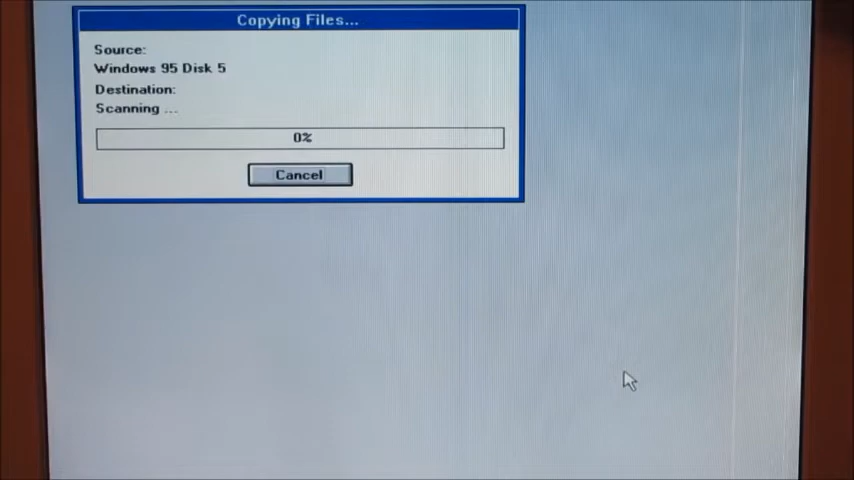 Copying Files...
Source:
Windows 95 Disk 5
Destination:
Scanning ...
0%
Cancel